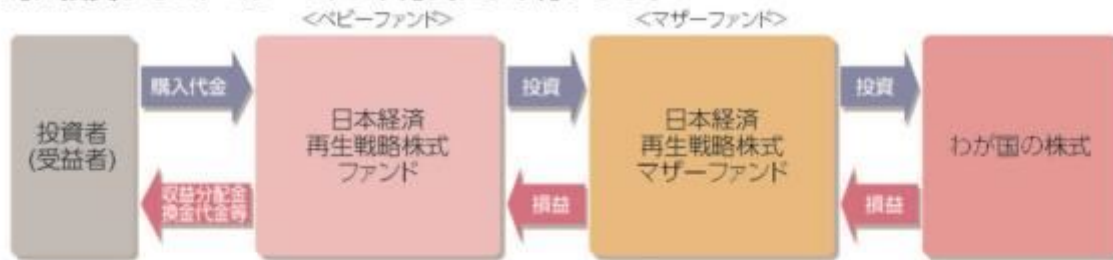 <ベビーファンド>
<マザーファンド>
投資者
(受益者)
購入代金
収益分配金
換金代金等
日本経済
再生戦略株式
ファンド
投資
損益
日本経済
再生戦略株式
マザーファンド
投資
損益
わが国の株式